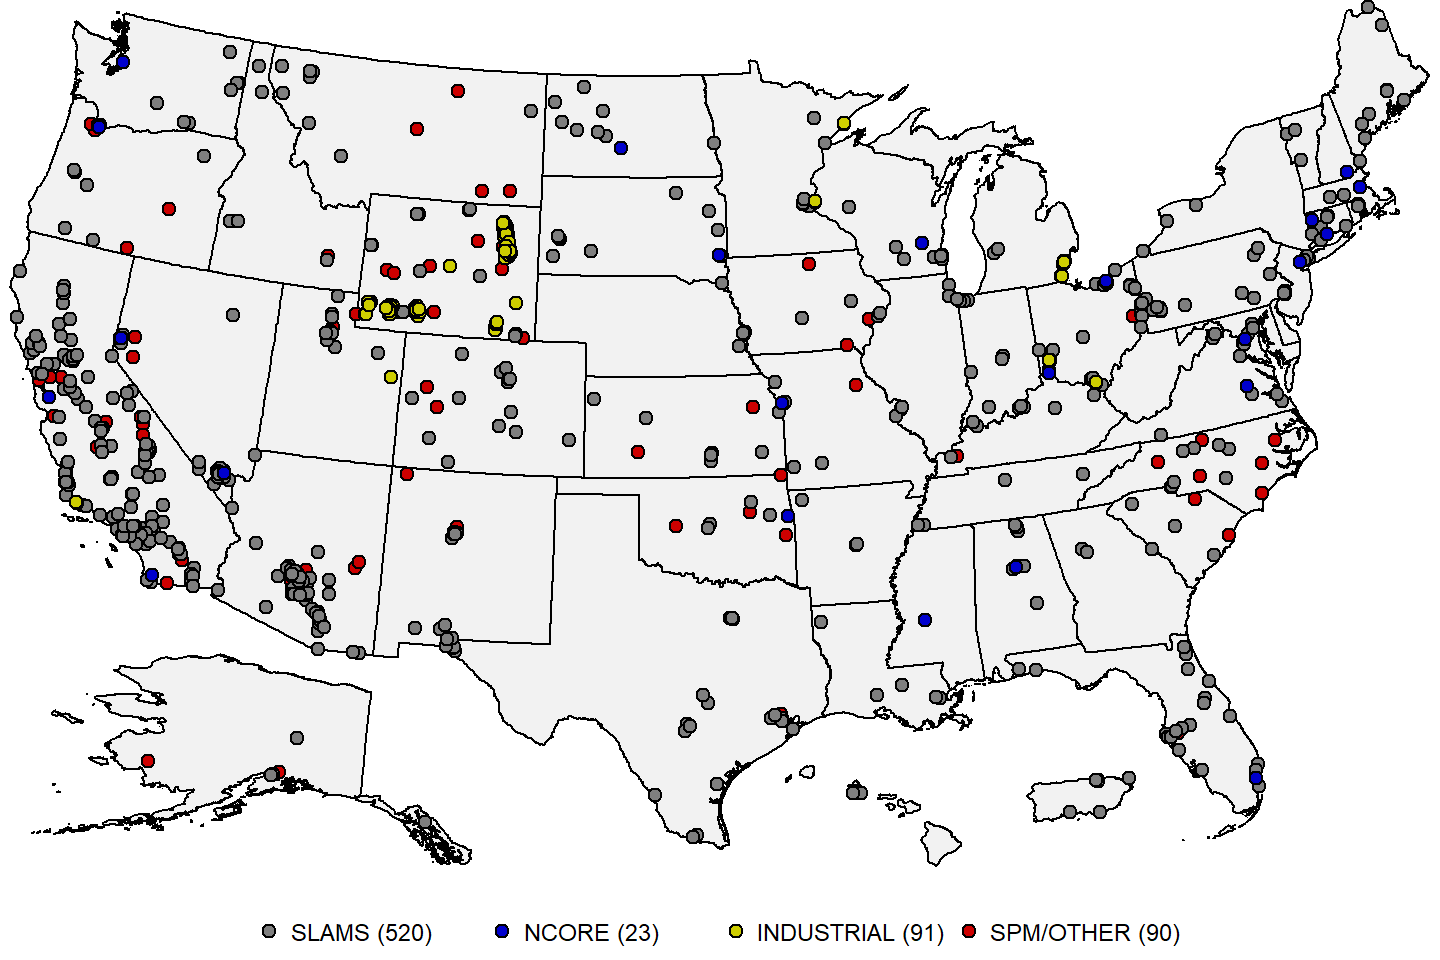 SLAMS (520) NCORE (23) INDUSTRIAL (91) SPM/OTHER (90)